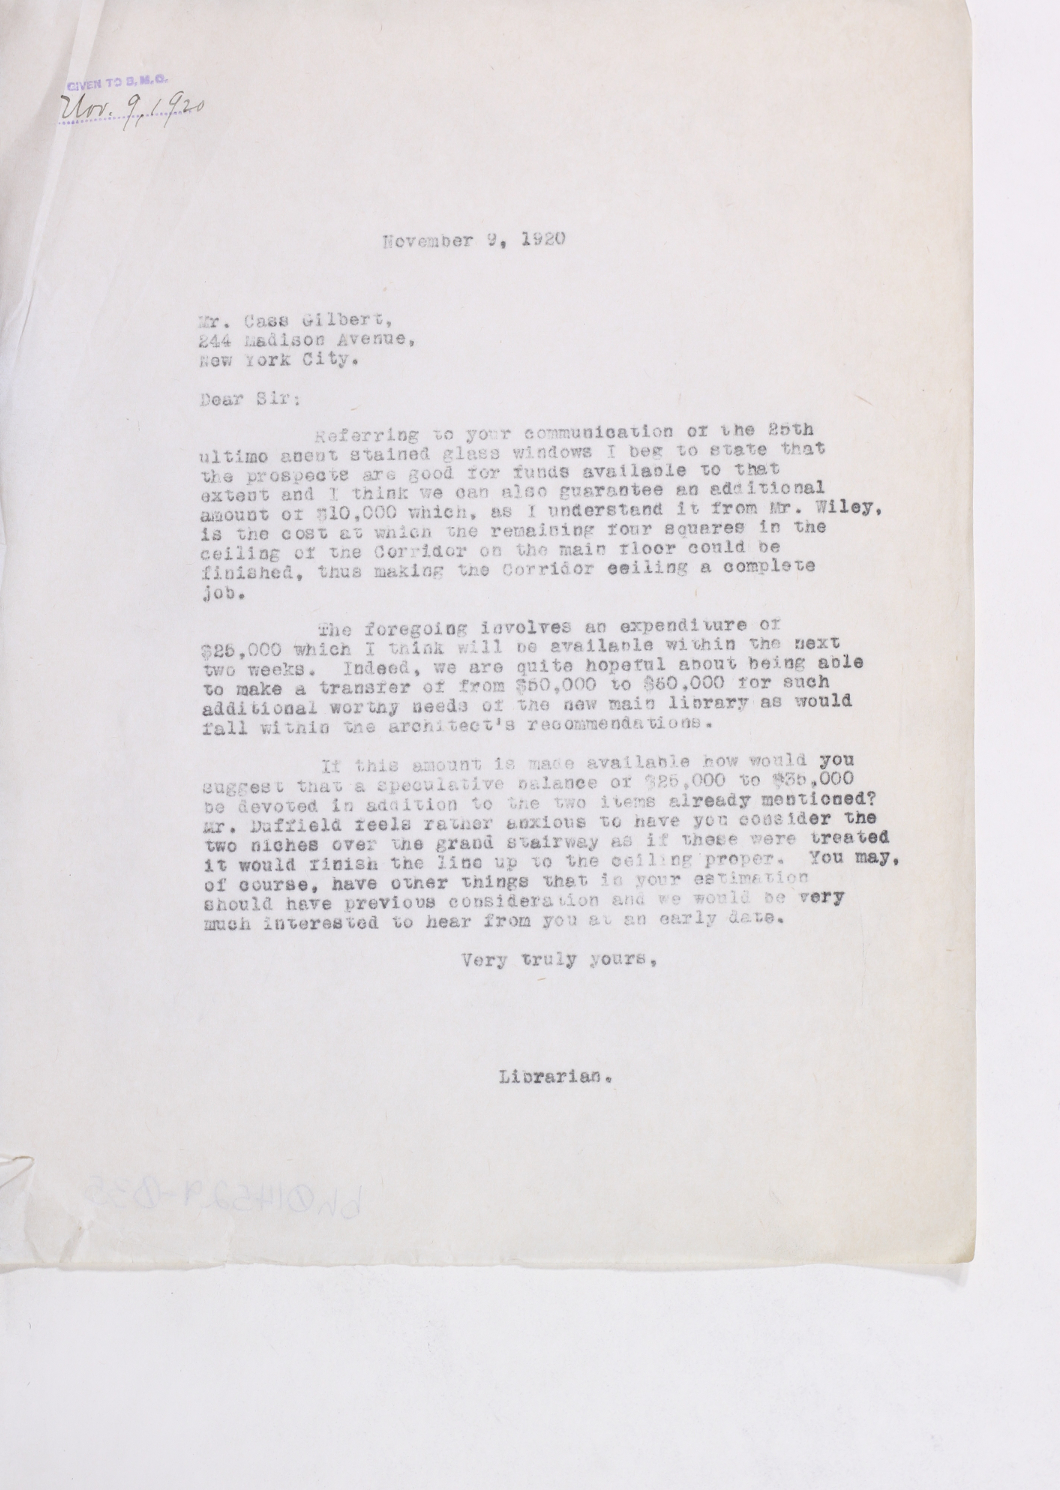 GIVEN TO B.M.C.
Nov. 9, 1920
November 9, 1920
Mr. Cass Gilbert,
244 Madison Avenue,
New York City.
Dear Sir:
Referring to your communication of the 25th
ultimo anent stained glass windows I beg to state that
the prospects are good for funds available to that
extent and I think we can also guarantee an additional
amount of $10,000 which, as I understand it from Mr. Wiley,
is the cost at which the remaining four squares in the
ceiling of the Corridor on the main floor could be
finished, thus making the Corridor ceiling a complete
job.
The foregoing involves an expenditure of
$25,000 which I think will be available within the next
two weeks. Indeed, we are quite hopeful about being able
to make a transfer of from $50,000 to $60,000 for such
additional worthy needs of the new main library as would
fall within the architect's recommendations.
If this amount is made available how would you
suggest that a speculative balance of $25,000 to $35,000
be devoted in addition to the two items already mentioned?
Mr. Duffield feels rather anxious to have you consider the
two niches over the grand stairway as if these were treated
it would finish the line up to the ceiling proper. You may,
of course, have other things that in your estimation
should have previous consideration and we would be very
much interested to hear from you at an early date.
Very truly yours,
Librarian.